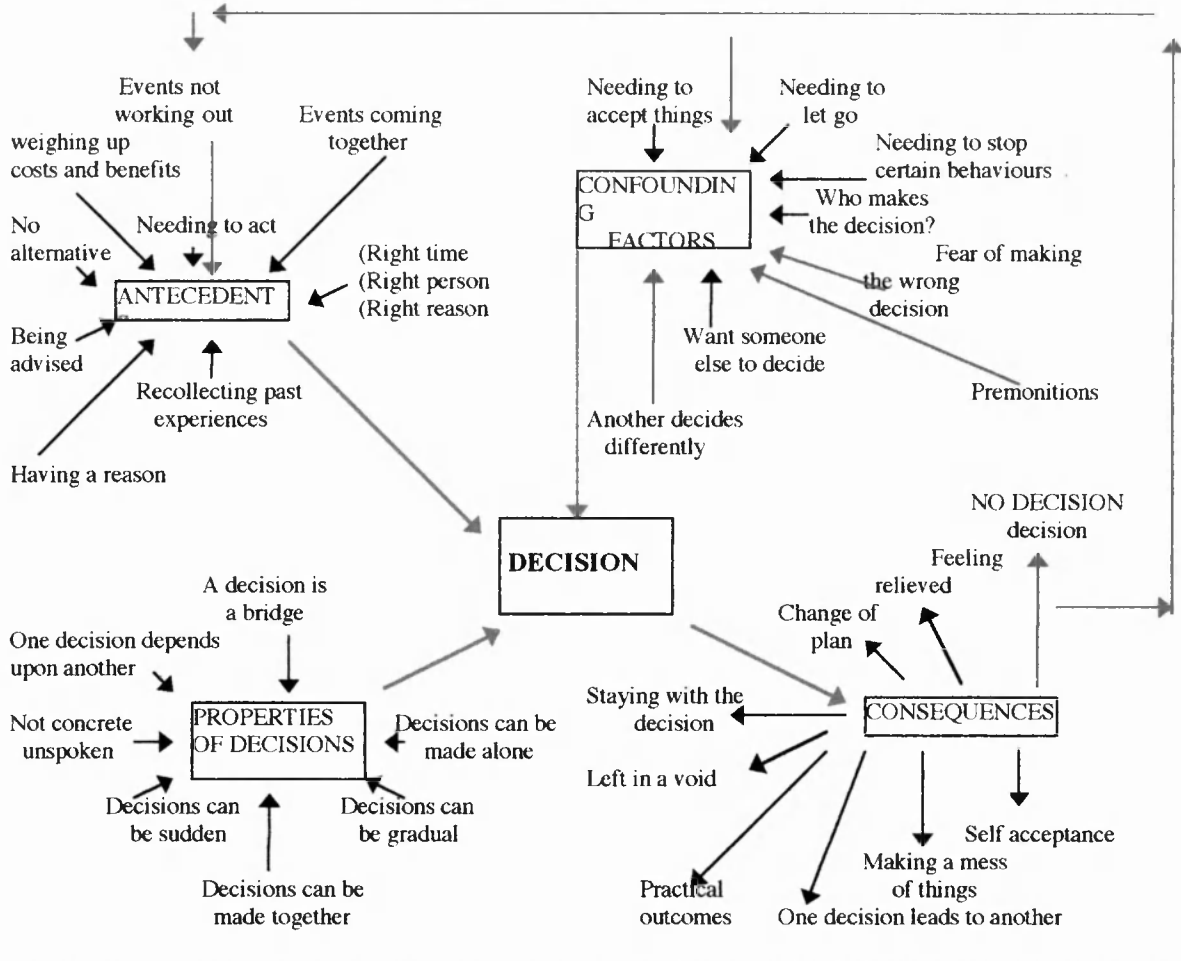 Events not
working out
Events coming
together
weighing up
costs and benefits
No
alternative
Needing to act
(Right time
(Right person
(Right reason
ANTECEDENT
Being
advised
Recollecting past
experiences
Having a reason
Needing to
accept things
Needing to
let go
Needing to stop
certain behaviours
Who makes
the decision?
CONFOUNDIN
G
FACTORS
Fear of making
the wrong
decision
Want someone
else to decide
Premonitions
Another decides
differently
DECISION
A decision is
a bridge
One decision depends
upon another
Not concrete
unspoken
PROPERTIES
OF DECISIONS
Decisions can be
made alone
Decisions can
be sudden
Decisions can
be gradual
Decisions can be
made together
NO DECISION
decision
Feeling
relieved
Change of
plan
Staying with the
decision
CONSEQUENCES
Left in a void
Self acceptance
Making a mess
of things
Practical
outcomes
One decision leads to another